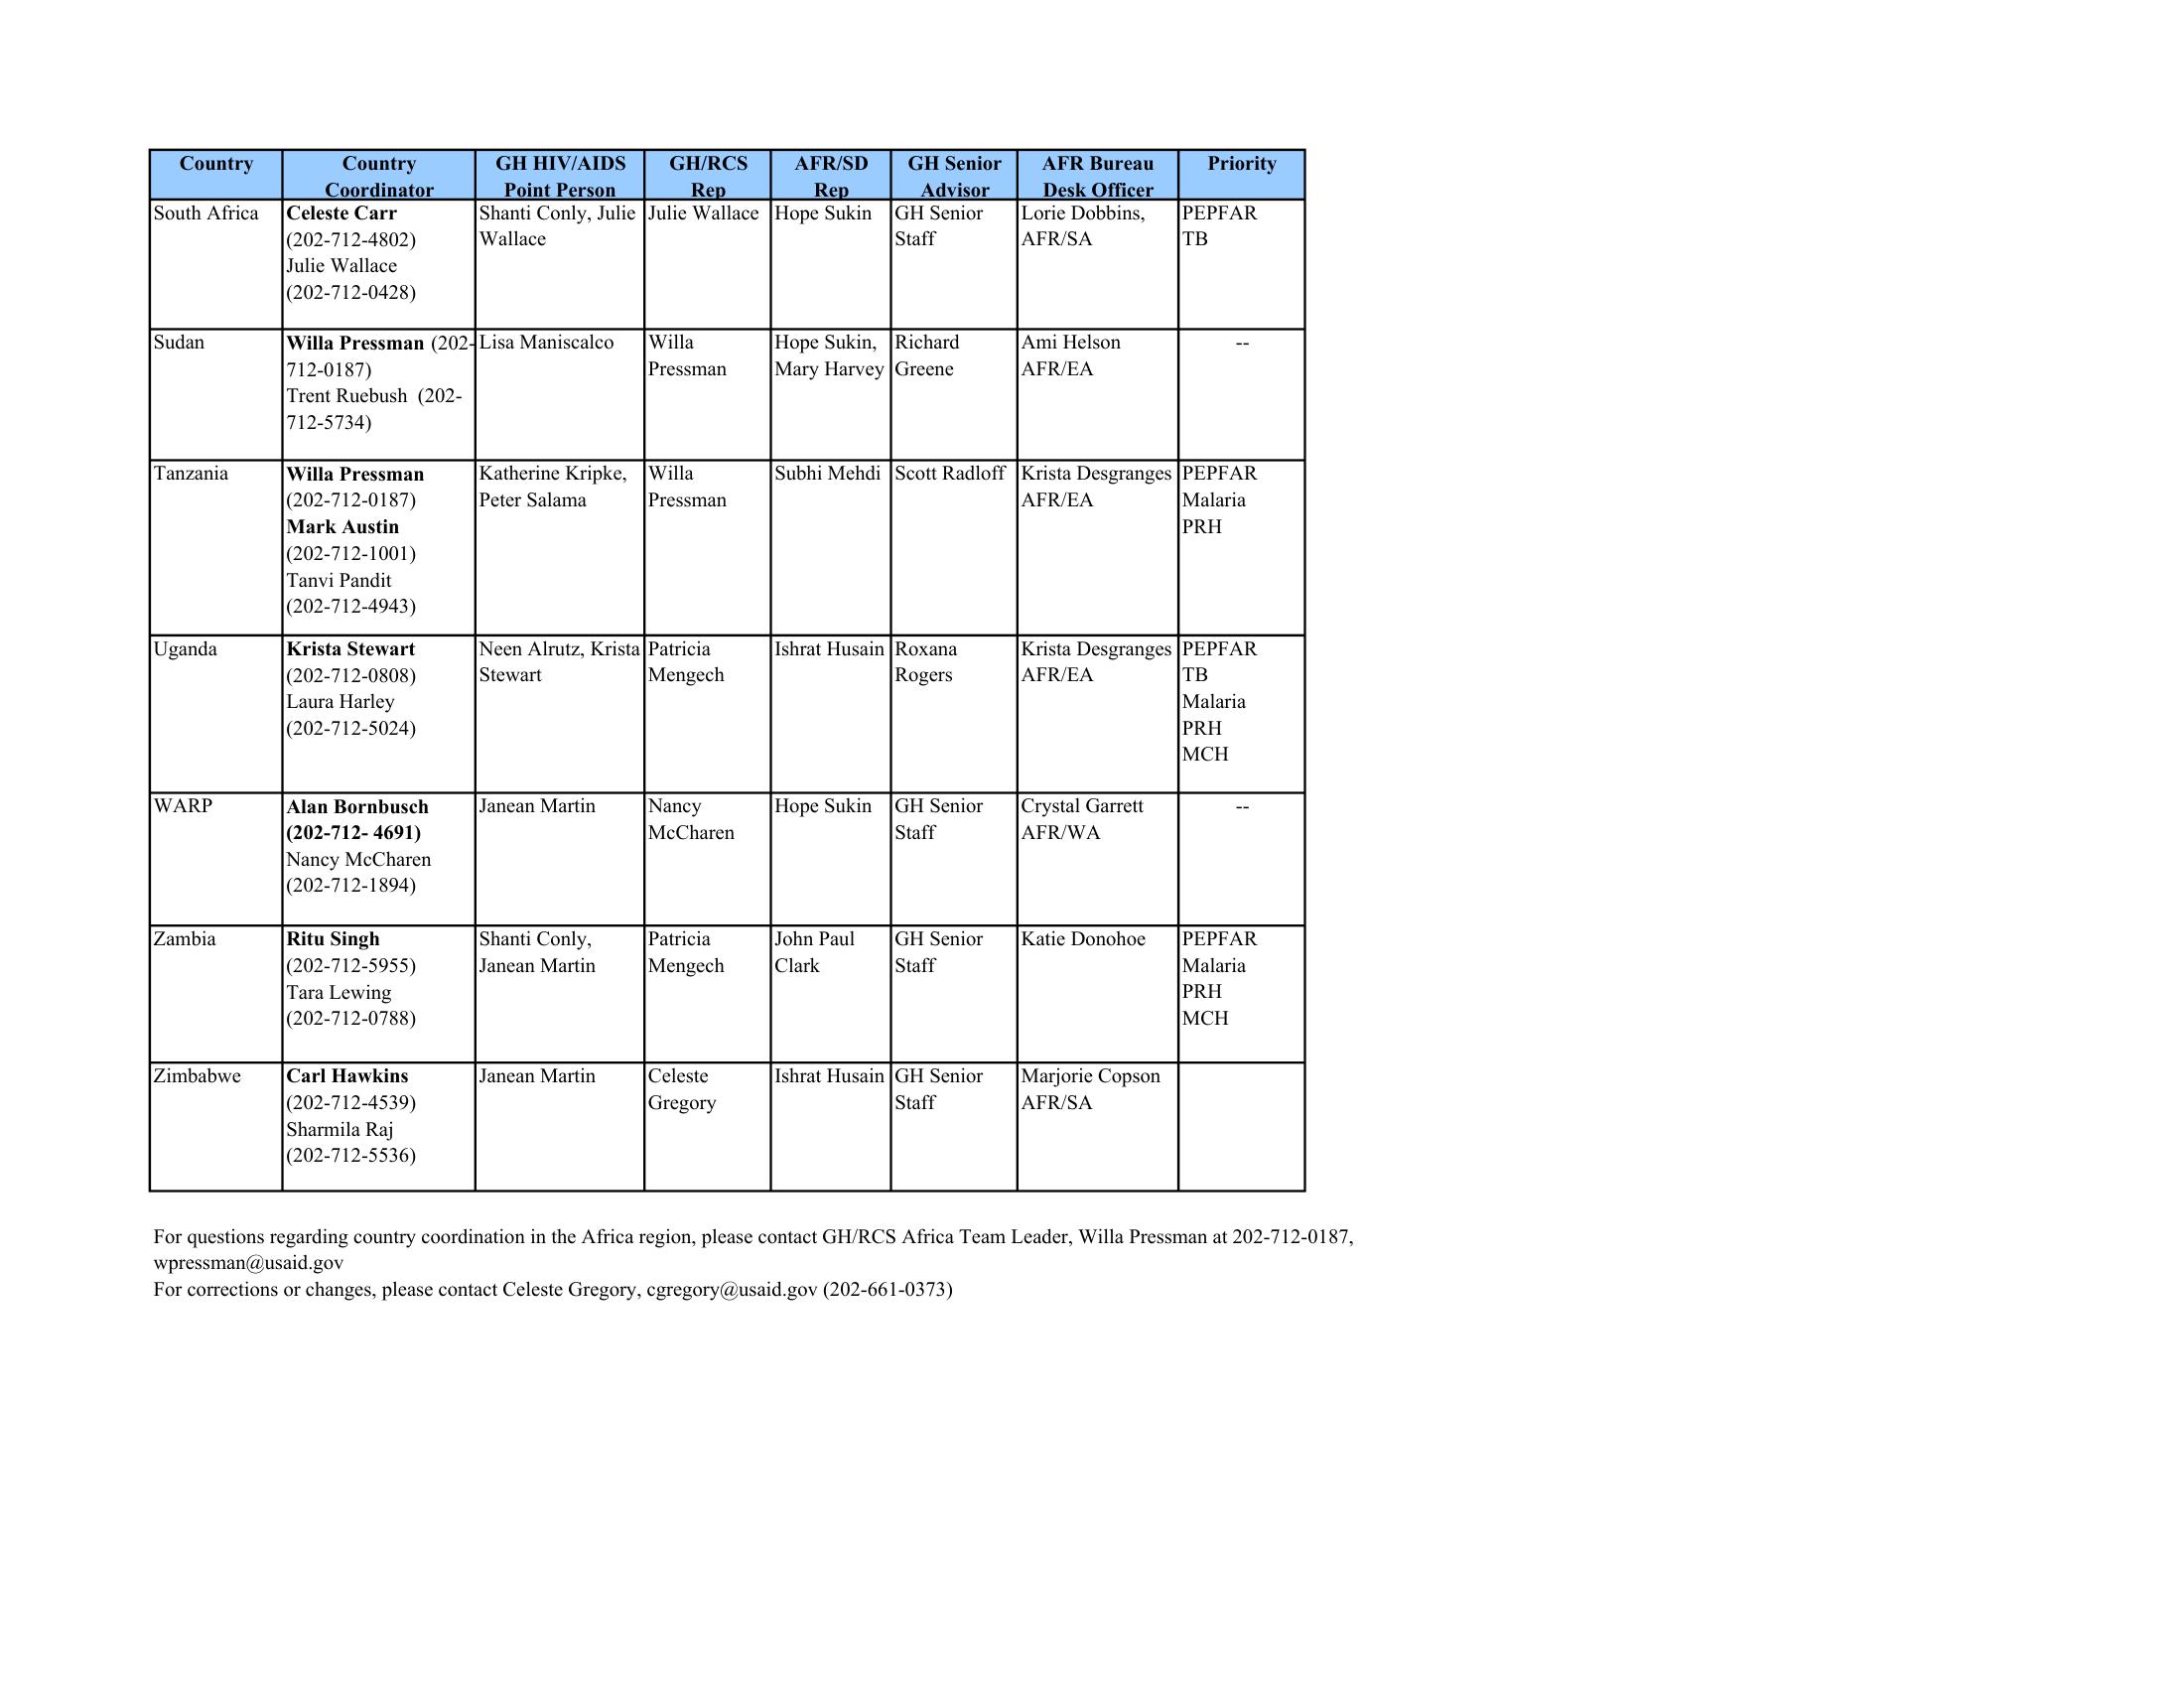 Country
Country
Coordinator
GH HIV/AIDS
Point Person
GH/RCS
Rep
AFR/SD
Rep
GH Senior
Advisor
AFR Bureau
Desk Officer
Priority
South Africa
Celeste Carr
(202-712-4802)
Julie Wallace
(202-712-0428)
Shanti Conly, Julie
Wallace
Julie Wallace
Hope Sukin
GH Senior
Staff
Lorie Dobbins,
AFR/SA
PEPFAR
TB
Sudan
Willa Pressman (202-
712-0187)
Trent Ruebush (202-
712-5734)
Lisa Maniscalco
Willa
Pressman
Hope Sukin,
Mary Harvey
Richard
Greene
Ami Helson
AFR/EA
--
Tanzania
Willa Pressman
(202-712-0187)
Mark Austin
(202-712-1001)
Tanvi Pandit
(202-712-4943)
Katherine Kripke,
Peter Salama
Willa
Pressman
Subhi Mehdi
Scott Radloff
Krista Desgranges
AFR/EA
PEPFAR
Malaria
PRH
Uganda
Krista Stewart
(202-712-0808)
Laura Harley
(202-712-5024)
Neen Alrutz, Krista
Stewart
Patricia
Mengech
Ishrat Husain
Roxana
Rogers
Krista Desgranges
AFR/EA
PEPFAR
TB
Malaria
PRH
MCH
WARP
Alan Bornbusch
(202-712- 4691)
Nancy McCharen
(202-712-1894)
Janean Martin
Nancy
McCharen
Hope Sukin
GH Senior
Staff
Crystal Garrett
AFR/WA
--
Zambia
Ritu Singh
(202-712-5955)
Tara Lewing
(202-712-0788)
Shanti Conly,
Janean Martin
Patricia
Mengech
John Paul
Clark
GH Senior
Staff
Katie Donohoe
PEPFAR
Malaria
PRH
MCH
Zimbabwe
Carl Hawkins
(202-712-4539)
Sharmila Raj
(202-712-5536)
Janean Martin
Celeste
Gregory
Ishrat Husain
GH Senior
Staff
Marjorie Copson
AFR/SA
For questions regarding country coordination in the Africa region, please contact GH/RCS Africa Team Leader, Willa Pressman at 202-712-0187,
wpressman@usaid.gov
For corrections or changes, please contact Celeste Gregory, cgregory@usaid.gov (202-661-0373)